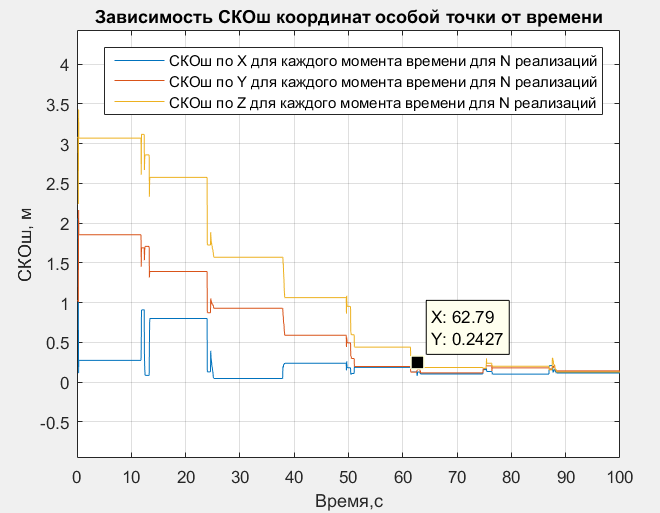 Зависимость СКОш координат особой точки от времени
СКОш по X для каждого момента времени для N реализаций
СКОш по Y для каждого момента времени для N реализаций
СКОш по Z для каждого момента времени для N реализаций
4
3.5
3
2.5
2
1.5
1
0.5
0
-0.5
СКОш, м
X: 62.79
Y: 0.2427
0 10 20 30 40 50 60 70 80 90 100
Время,с